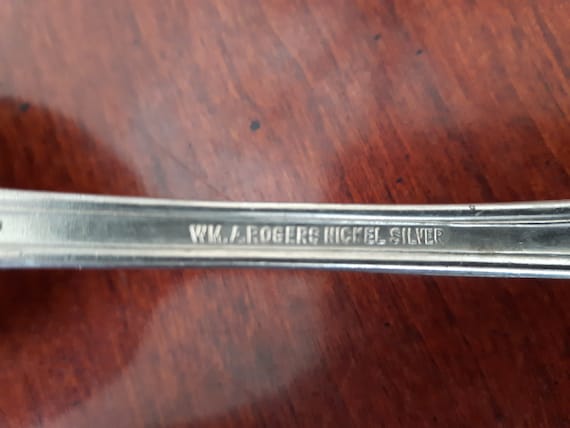 WM. A. ROGERS NICKEL SILVER